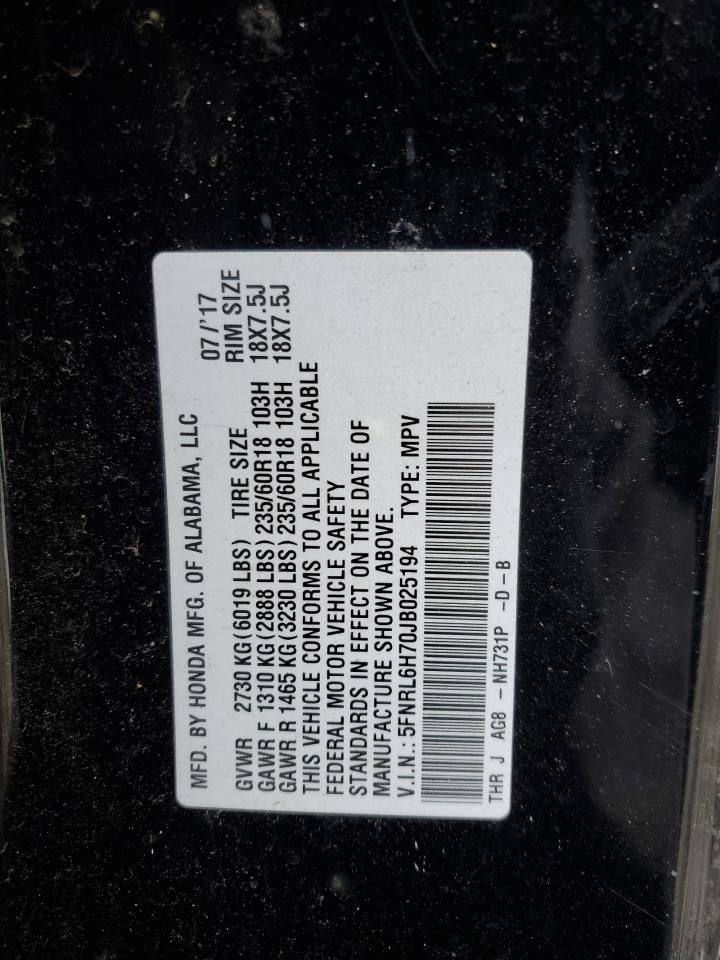 MFD. BY HONDA MFG. OF ALABAMA, LLC 07/'17
GVWR 2730 KG(6019 LBS) TIRE SIZE RIM SIZE
GAWR F 1310 KG(2888 LBS)235/60R18 103H 18X7.5J
GAWR R 1465 KG(3230 LBS)235/60R18 103H 18X7.5J
THIS VEHICLE CONFORMS TO ALL APPLICABLE
FEDERAL MOTOR VEHICLE SAFETY
STANDARDS IN EFFECT ON THE DATE OF
MANUFACTURE SHOWN ABOVE.
V.I.N.:5FNRL6H70JB025194 TYPE: MPV
THR J AG8 -NH731P -D-B